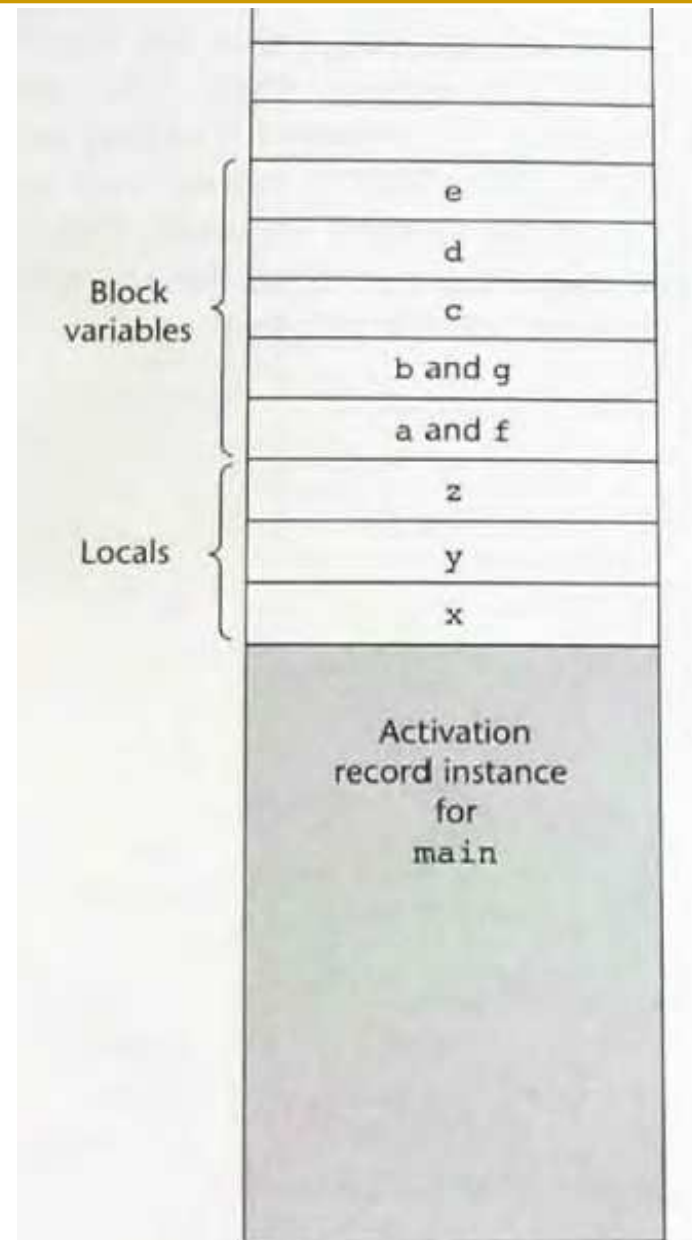 e
d
Block
variables
c
b and g
a and f
z
Locals
y
x
Activation
record instance
for
main